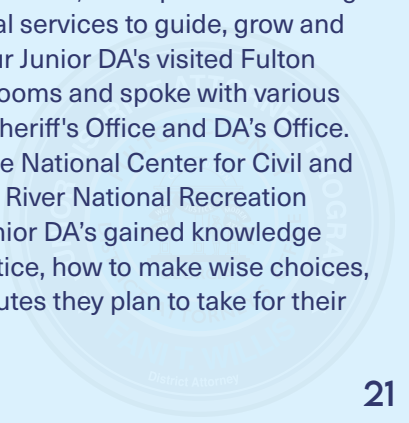 al services to guide, grow and
ur Junior DA's visited Fulton
ooms and spoke with various
heriff's Office and DA's Office.
e National Center for Civil and
River National Recreation
nior DA's gained knowledge
tice, how to make wise choices,
utes they plan to take for their
District Attorney
21